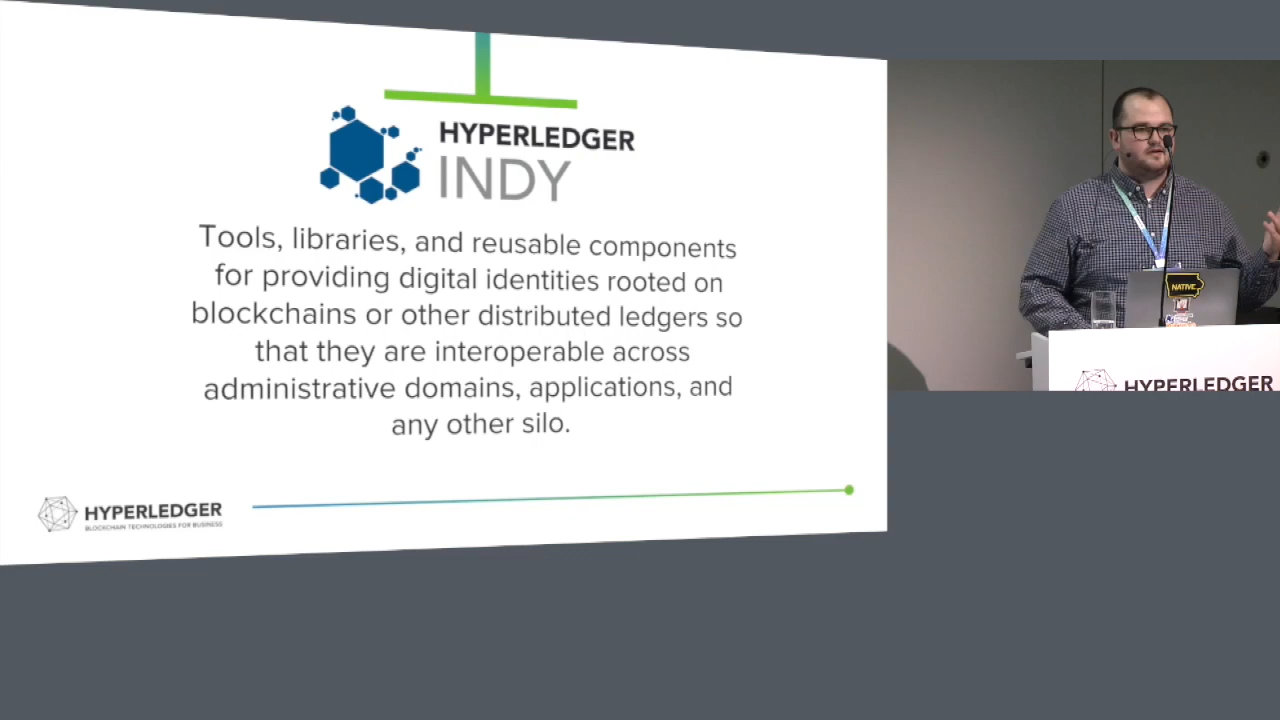 HYPERLEDGER
INDY
Tools, libraries, and reusable components
for providing digital identities rooted on
blockchains or other distributed ledgers so
that they are interoperable across
administrative domains, applications, and
any other silo.
HYPERLEDGER
BLOCKCHAIN TECHNOLOGIES FOR BUSINESS
NATIVE
HYPERLEDGER